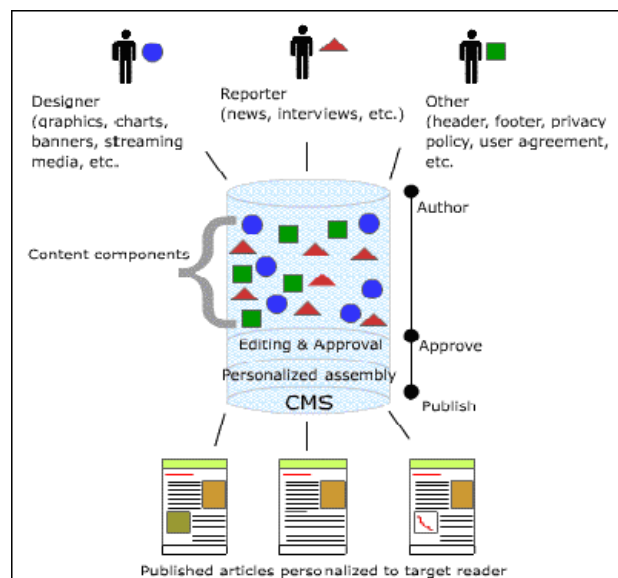 Designer
(graphics, charts,
banners, streaming
media, etc.
Reporter
(news, interviews, etc.)
Other
(header, footer, privacy
policy, user agreement,
etc.
Author
Content components
Editing & Approval
Approve
Personalized assembly
CMS
Publish
Published articles personalized to target reader